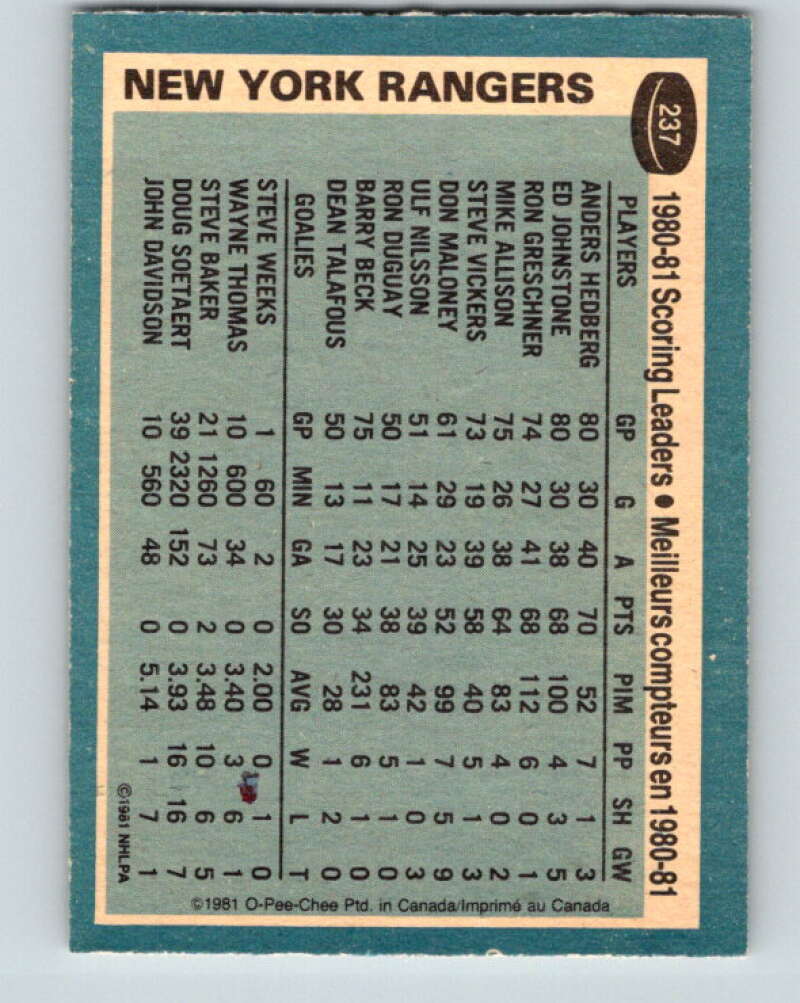 NEW YORK RANGERS
237
1980-81 Scoring Leaders • Meilleurs compteurs en 1980-81
PLAYERS GP G A PTS PIM PP SH GW
ANDERS HEDBERG 80 30 40 70 52 7 1 3
ED JOHNSTONE 80 30 38 68 100 4 3 5
RON GRESCHNER 74 27 41 68 112 6 0 1
MIKE ALLISON 75 26 38 64 83 4 0 2
STEVE VICKERS 73 19 39 58 40 5 1 3
DON MALONEY 61 29 23 52 99 7 5 9
ULF NILSSON 51 14 25 39 42 1 0 3
RON DUGUAY 50 17 21 38 83 5 1 0
BARRY BECK 75 11 23 34 231 6 1 0
DEAN TALAFOUS 50 13 17 30 28 1 2 0
GOALIES GP MIN GA SO AVG W L T
STEVE WEEKS 1 60 2 0 2.00 0 1 0
WAYNE THOMAS 10 600 34 0 3.40 3 6 1
STEVE BAKER 21 1260 73 2 3.48 10 6 5
DOUG SOETAERT 39 2320 152 0 3.93 16 16 7
JOHN DAVIDSON 10 560 48 0 5.14 1 7 1
©1981 NHLPA
©1981 O-Pee-Chee Ptd. in Canada/Imprimé au Canada